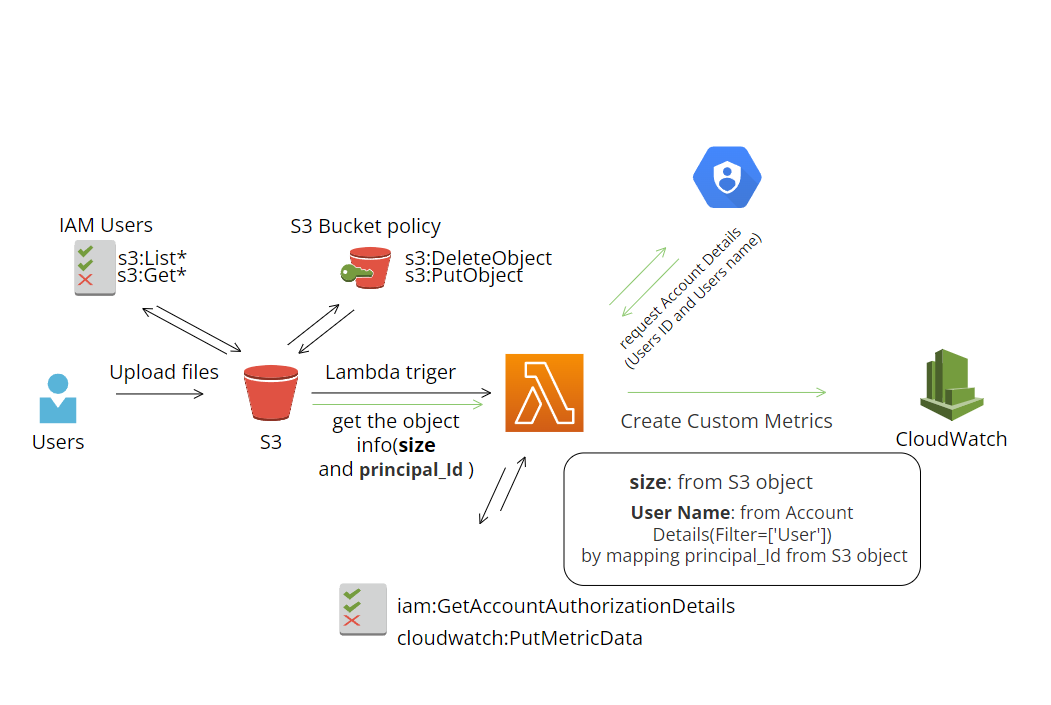 IAM Users
s3:List*
s3:Get*
S3 Bucket policy
s3:DeleteObject
s3:PutObject
request Account Details
(Users ID and Users name)
Upload files
Users
S3
Lambda triger
get the object
info(size
and principal_Id )
Create Custom Metrics
CloudWatch
size: from S3 object
User Name: from Account
Details(Filter=['User'])
by mapping principal_Id from S3 object
iam:GetAccountAuthorizationDetails
cloudwatch:PutMetricData